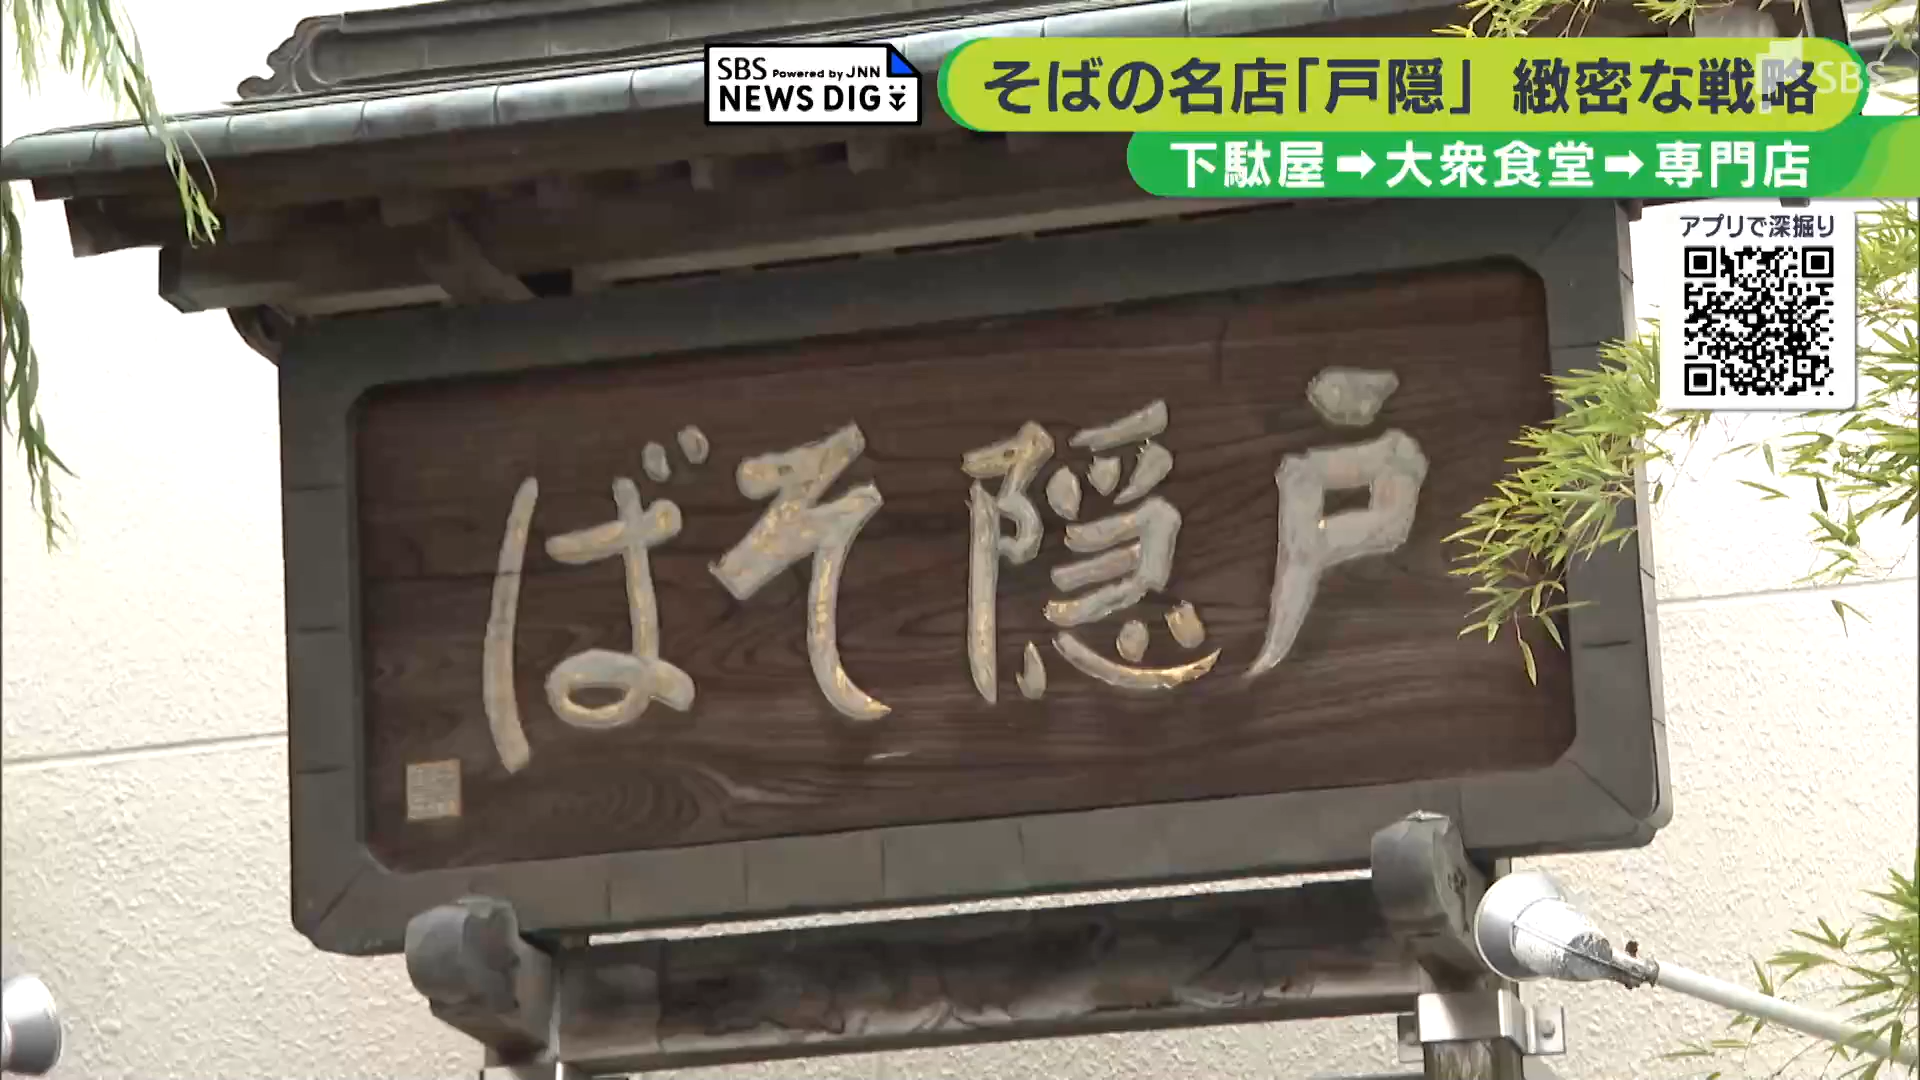 SBS Powered by JNN
NEWS DIG
そばの名店「戸隠」 緻密な戦略
SBS
下駄屋➡大衆食堂➡専門店
アプリで深掘り
戸隠そば